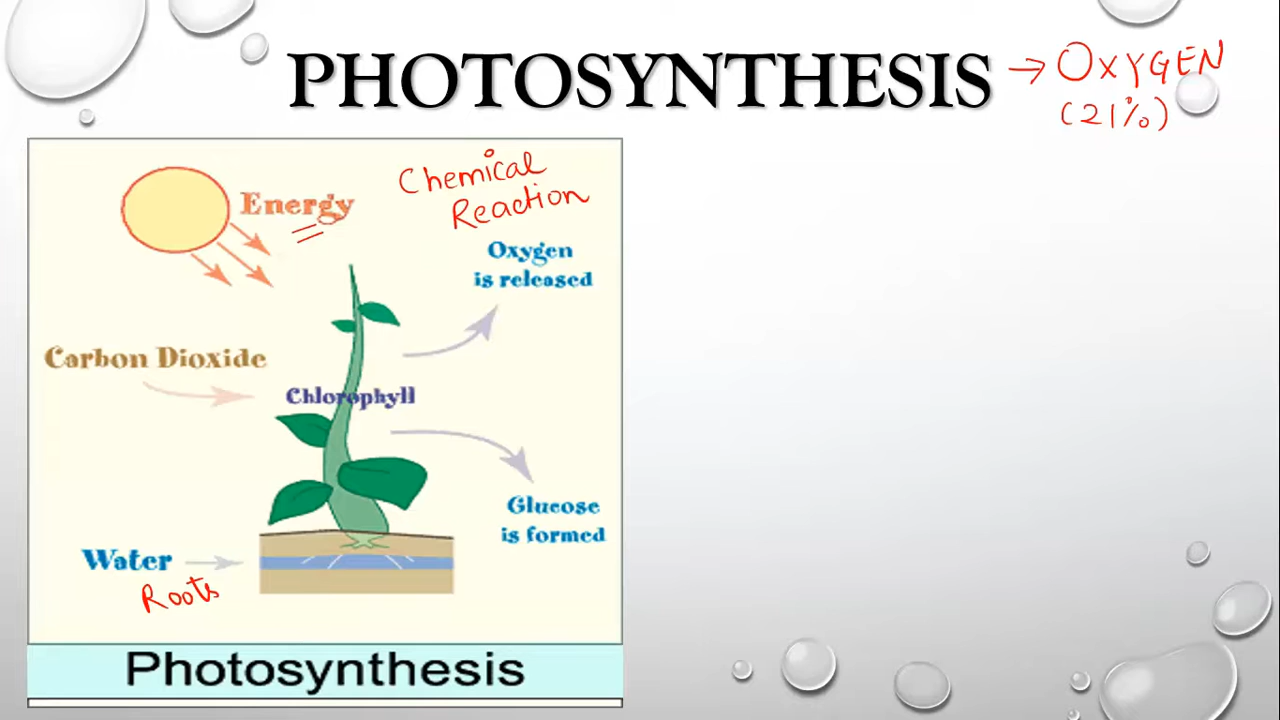 PHOTOSYNTHESIS → OXYGEN
(21%)
Energy
Chemical
Reaction
Oxygen
is released
Carbon Dioxide
Chlorophyll
Glucose
is formed
Water
Roots
Photosynthesis